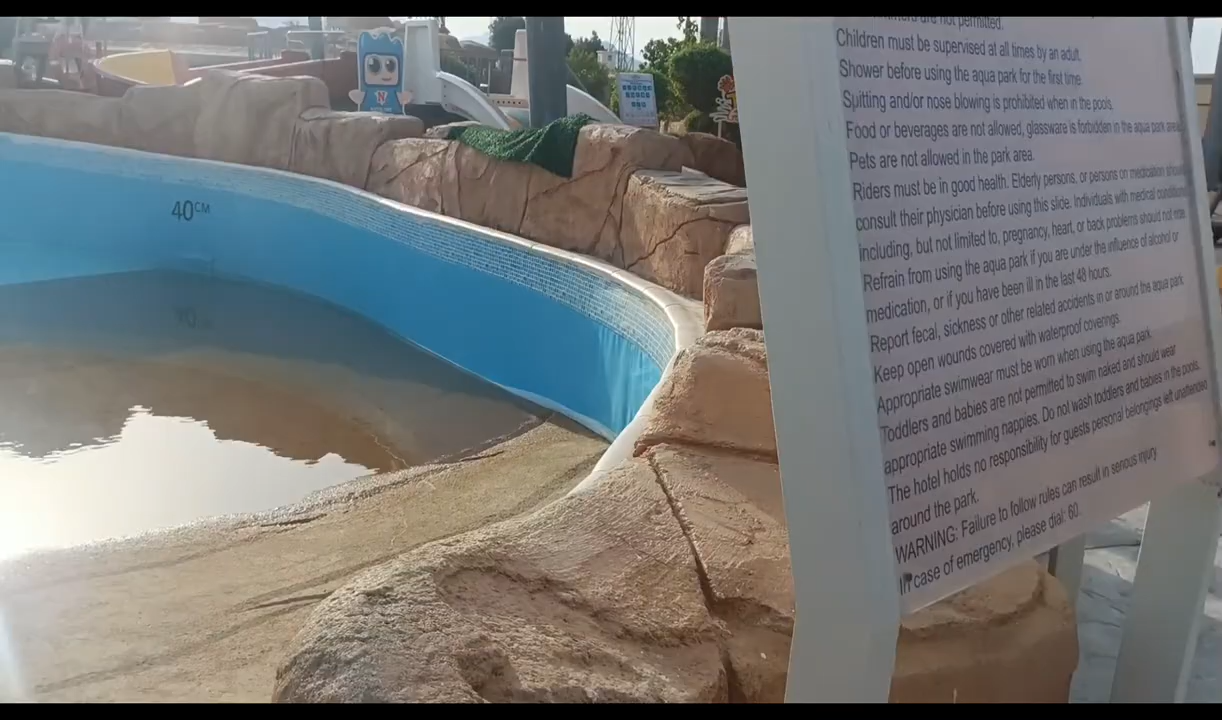 are not permitted.
Children must be supervised at all times by an adult.
Shower before using the aqua park for the first time.
Spitting and/or nose blowing is prohibited when in the pools.
Food or beverages are not allowed, glassware is forbidden in the aqua park area
Pets are not allowed in the park area.
Riders must be in good health. Elderly persons, or persons on medication should
consult their physician before using this slide. Individuals with medical conditions
including, but not limited to, pregnancy, heart, or back problems should not ride.
Refrain from using the aqua park if you are under the influence of alcohol or
medication, or if you have been ill in the last 48 hours.
Report fecal, sickness or other related accidents in or around the aqua park
Keep open wounds covered with waterproof coverings.
Appropriate swimwear must be worn when using the aqua park.
Toddlers and babies are not permitted to swim naked and should wear
appropriate swimming nappies. Do not wash toddlers and babies in the pools.
The hotel holds no responsibility for guests personal belongings left unattended
around the park.
WARNING: Failure to follow rules can result in serious injury
In case of emergency, please dial: 60.
40CM
N